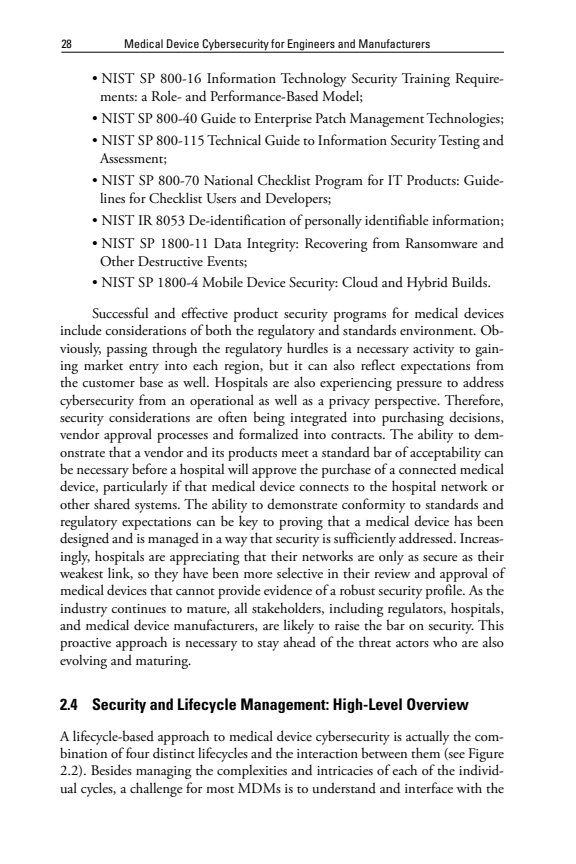 28 Medical Device Cybersecurity for Engineers and Manufacturers
• NIST SP 800-16 Information Technology Security Training Require-
ments: a Role- and Performance-Based Model;
• NIST SP 800-40 Guide to Enterprise Patch Management Technologies;
• NIST SP 800-115 Technical Guide to Information Security Testing and
Assessment;
• NIST SP 800-70 National Checklist Program for IT Products: Guide-
lines for Checklist Users and Developers;
• NIST IR 8053 De-identification of personally identifiable information;
• NIST SP 1800-11 Data Integrity: Recovering from Ransomware and
Other Destructive Events;
• NIST SP 1800-4 Mobile Device Security: Cloud and Hybrid Builds.
Successful and effective product security programs for medical devices
include considerations of both the regulatory and standards environment. Ob-
viously, passing through the regulatory hurdles is a necessary activity to gain-
ing market entry into each region, but it can also reflect expectations from
the customer base as well. Hospitals are also experiencing pressure to address
cybersecurity from an operational as well as a privacy perspective. Therefore,
security considerations are often being integrated into purchasing decisions,
vendor approval processes and formalized into contracts. The ability to dem-
onstrate that a vendor and its products meet a standard bar of acceptability can
be necessary before a hospital will approve the purchase of a connected medical
device, particularly if that medical device connects to the hospital network or
other shared systems. The ability to demonstrate conformity to standards and
regulatory expectations can be key to proving that a medical device has been
designed and is managed in a way that security is sufficiently addressed. Increas-
ingly, hospitals are appreciating that their networks are only as secure as their
weakest link, so they have been more selective in their review and approval of
medical devices that cannot provide evidence of a robust security profile. As the
industry continues to mature, all stakeholders, including regulators, hospitals,
and medical device manufacturers, are likely to raise the bar on security. This
proactive approach is necessary to stay ahead of the threat actors who are also
evolving and maturing.
2.4 Security and Lifecycle Management: High-Level Overview
A lifecycle-based approach to medical device cybersecurity is actually the com-
bination of four distinct lifecycles and the interaction between them (see Figure
2.2). Besides managing the complexities and intricacies of each of the individ-
ual cycles, a challenge for most MDMs is to understand and interface with the